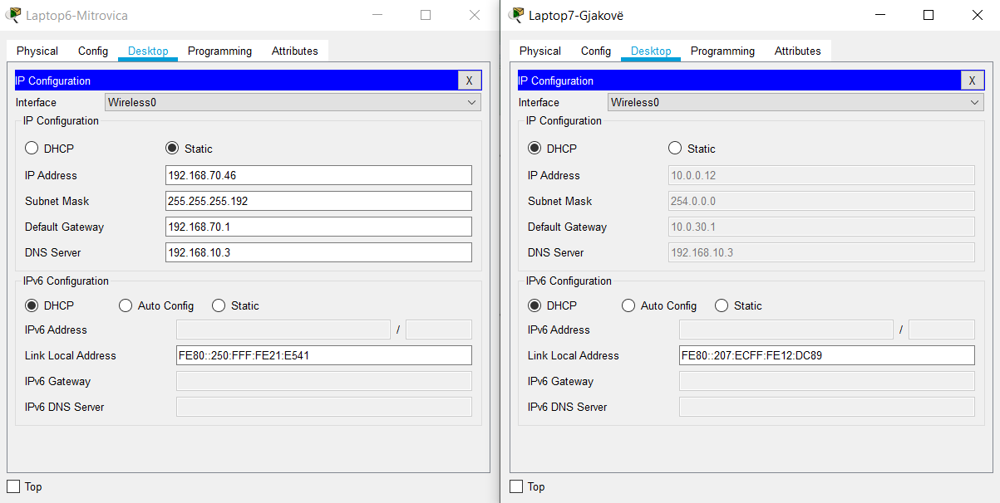 Laptop6-Mitrovica
Physical Config Desktop Programming Attributes
IP Configuration X
Interface Wireless0
IP Configuration
DHCP Static
IP Address 192.168.70.46
Subnet Mask 255.255.255.192
Default Gateway 192.168.70.1
DNS Server 192.168.10.3
IPv6 Configuration
DHCP Auto Config Static
IPv6 Address /
Link Local Address FE80::250:FFF:FE21:E541
IPv6 Gateway
IPv6 DNS Server
Top
Laptop7-Gjakovë
Physical Config Desktop Programming Attributes
IP Configuration X
Interface Wireless0
IP Configuration
DHCP Static
IP Address 10.0.0.12
Subnet Mask 254.0.0.0
Default Gateway 10.0.30.1
DNS Server 192.168.10.3
IPv6 Configuration
DHCP Auto Config Static
IPv6 Address /
Link Local Address FE80::207:ECFF:FE12:DC89
IPv6 Gateway
IPv6 DNS Server
Top